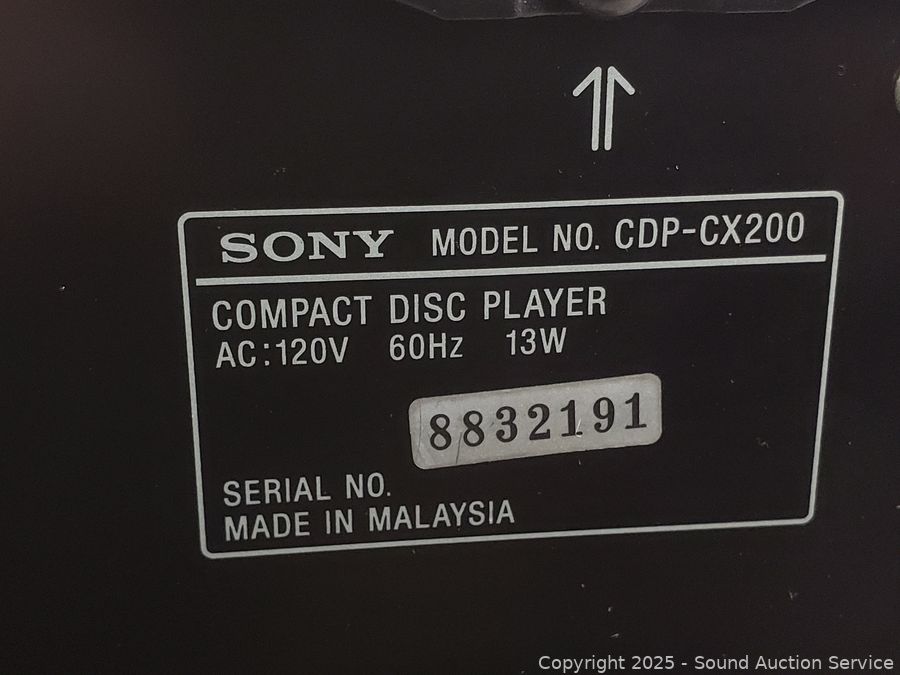 SONY MODEL NO. CDP-CX200
COMPACT DISC PLAYER
AC:120V 60Hz 13W
8832191
SERIAL NO.
MADE IN MALAYSIA
Copyright 2025 - Sound Auction Service